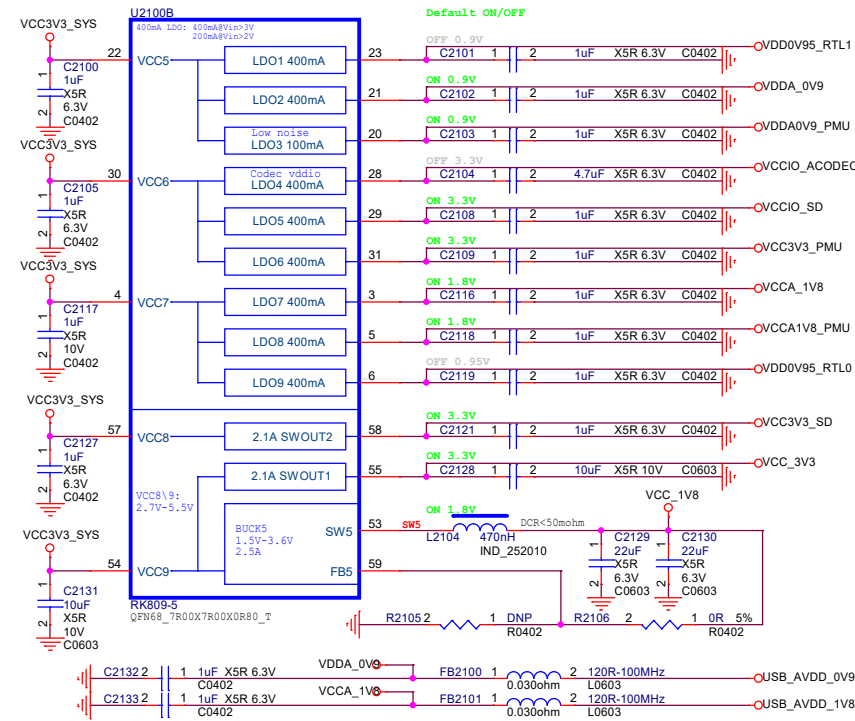 U2100B
Default ON/OFF
VCC3V3_SYS
400mA LDO: 400mA@Vin>3V
200mA@Vin>2V
22 VCC5 LDO1 400mA 23 OFF 0.9V C2101 1 2 1uF X5R 6.3V C0402 VDD0V95_RTL1
1 C2100 1uF X5R 6.3V C0402 2
LDO2 400mA 21 ON 0.9V C2102 1 2 1uF X5R 6.3V C0402 VDDA_0V9
Low noise
LDO3 100mA 20 ON 0.9V C2103 1 2 1uF X5R 6.3V C0402 VDDA0V9_PMU
VCC3V3_SYS
Codec vddio
30 VCC6 LDO4 400mA 28 OFF 3.3V C2104 1 2 4.7uF X5R 6.3V C0402 VCCIO_ACODEC
1 C2105 1uF X5R 6.3V C0402 2
LDO5 400mA 29 ON 3.3V C2108 1 2 1uF X5R 6.3V C0402 VCCIO_SD
LDO6 400mA 31 ON 3.3V C2109 1 2 1uF X5R 6.3V C0402 VCC3V3_PMU
VCC3V3_SYS
4 VCC7 LDO7 400mA 3 ON 1.8V C2116 1 2 1uF X5R 6.3V C0402 VCCA_1V8
1 C2117 1uF X5R 10V C0402 2
LDO8 400mA 5 ON 1.8V C2118 1 2 1uF X5R 6.3V C0402 VCCA1V8_PMU
LDO9 400mA 6 OFF 0.95V C2119 1 2 1uF X5R 6.3V C0402 VDD0V95_RTL0
VCC3V3_SYS
57 VCC8 2.1A SWOUT2 58 ON 3.3V C2121 1 2 1uF X5R 6.3V C0402 VCC3V3_SD
1 C2127 1uF X5R 6.3V C0402 2
2.1A SWOUT1 55 ON 3.3V C2128 1 2 10uF X5R 10V C0603 VCC_3V3
VCC8\9:
2.7V-5.5V
VCC_1V8
ON 1.8V
BUCK5
1.5V-3.6V
2.5A
SW5 53 SW5 L2104 470nH IND_252010 DCR<50mohm
1 C2129 22uF X5R 6.3V C0603 2
1 C2130 22uF X5R 6.3V C0603 2
VCC3V3_SYS
54 VCC9 FB5 59
1 C2131 10uF X5R 10V C0603 2
RK809-5
QFN68_7R00X7R00X0R80_T
R2105 2 1 DNP R0402
R2106 2 1 0R 5% R0402
C2132 2 1 1uF X5R 6.3V C0402 VDDA_0V9 FB2100 1 2 120R-100MHz 0.030ohm L0603 USB_AVDD_0V9
C2133 2 1 1uF X5R 6.3V C0402 VCCA_1V8 FB2101 1 2 120R-100MHz 0.030ohm L0603 USB_AVDD_1V8